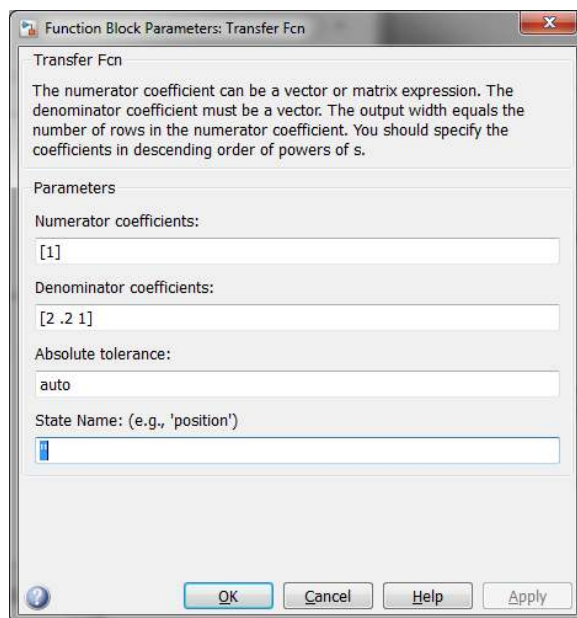 Function Block Parameters: Transfer Fcn
Transfer Fcn
The numerator coefficient can be a vector or matrix expression. The
denominator coefficient must be a vector. The output width equals the
number of rows in the numerator coefficient. You should specify the
coefficients in descending order of powers of s.
Parameters
Numerator coefficients:
[1]
Denominator coefficients:
[2 .2 1]
Absolute tolerance:
auto
State Name: (e.g., 'position')
''
OK Cancel Help Apply